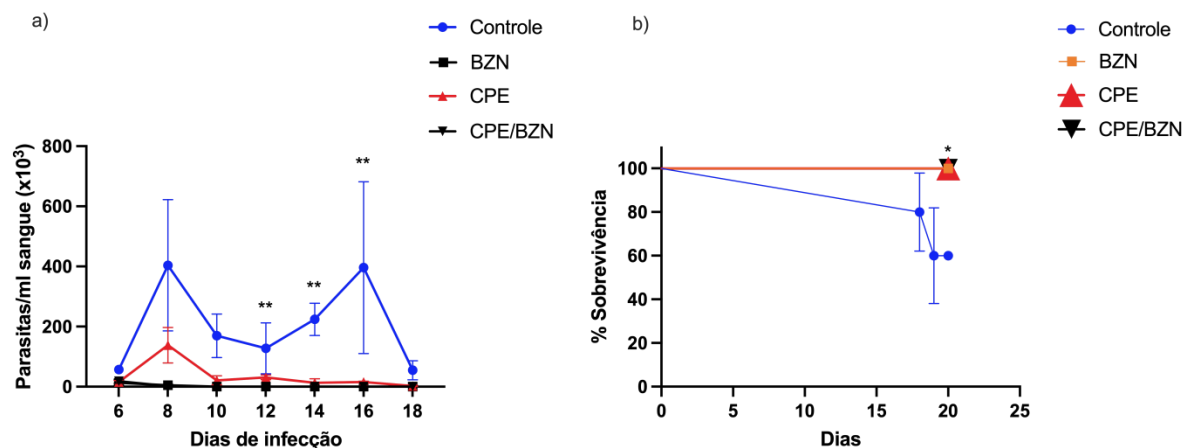 a)
Controle
BZN
CPE
CPE/BZN
Parasitas/ml sangue (x10³)
800
600
400
200
0
**
**
**
6 8 10 12 14 16 18
Dias de infecção
b)
Controle
BZN
CPE
CPE/BZN
% Sobrevivência
100
80
60
40
20
0
*
0 5 10 15 20 25
Dias